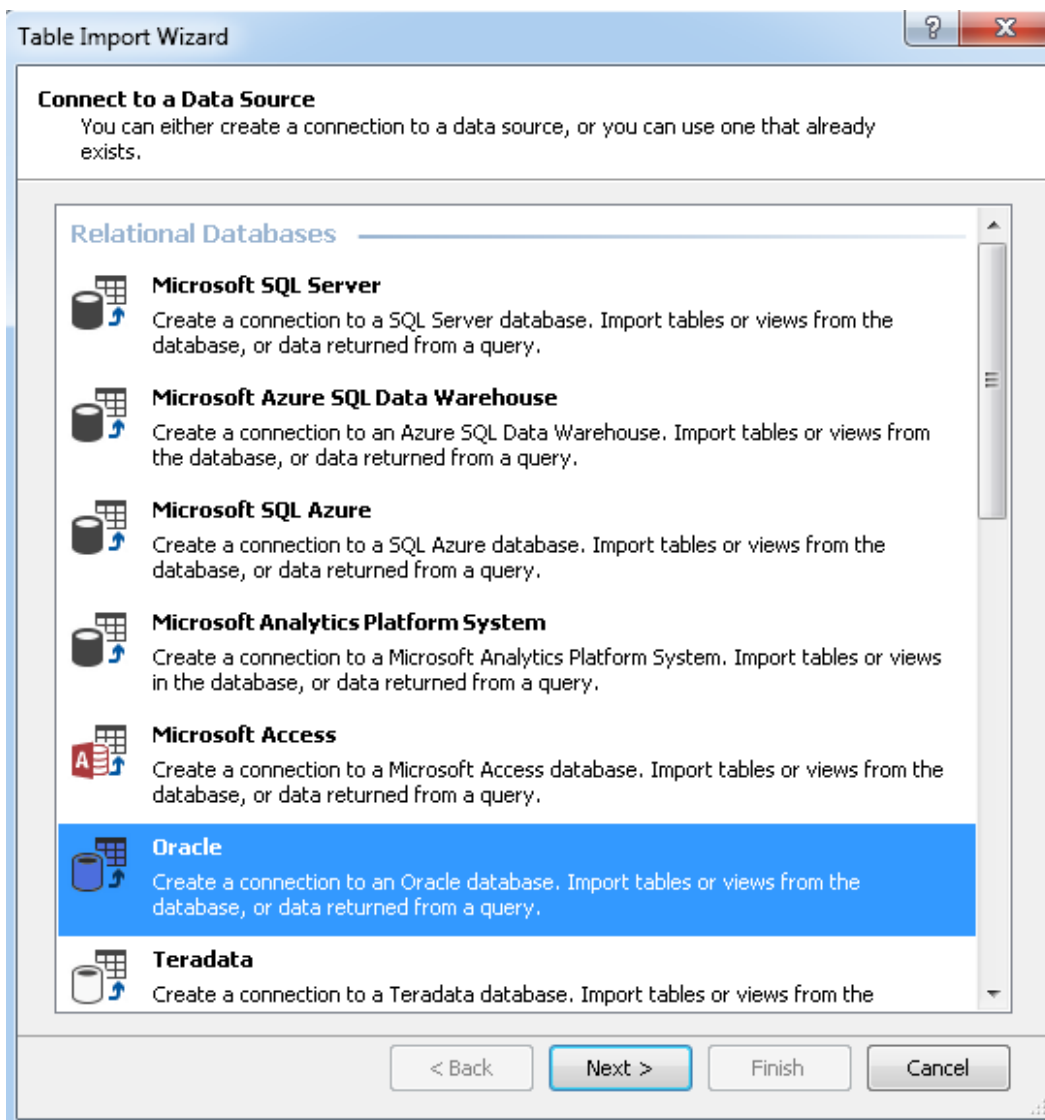 Table Import Wizard
Connect to a Data Source
You can either create a connection to a data source, or you can use one that already
exists.
Relational Databases
Microsoft SQL Server
Create a connection to a SQL Server database. Import tables or views from the
database, or data returned from a query.
Microsoft Azure SQL Data Warehouse
Create a connection to an Azure SQL Data Warehouse. Import tables or views from
the database, or data returned from a query.
Microsoft SQL Azure
Create a connection to a SQL Azure database. Import tables or views from the
database, or data returned from a query.
Microsoft Analytics Platform System
Create a connection to a Microsoft Analytics Platform System. Import tables or views
in the database, or data returned from a query.
Microsoft Access
Create a connection to a Microsoft Access database. Import tables or views from the
database, or data returned from a query.
Oracle
Create a connection to an Oracle database. Import tables or views from the
database, or data returned from a query.
Teradata
Create a connection to a Teradata database. Import tables or views from the
< Back Next > Finish Cancel